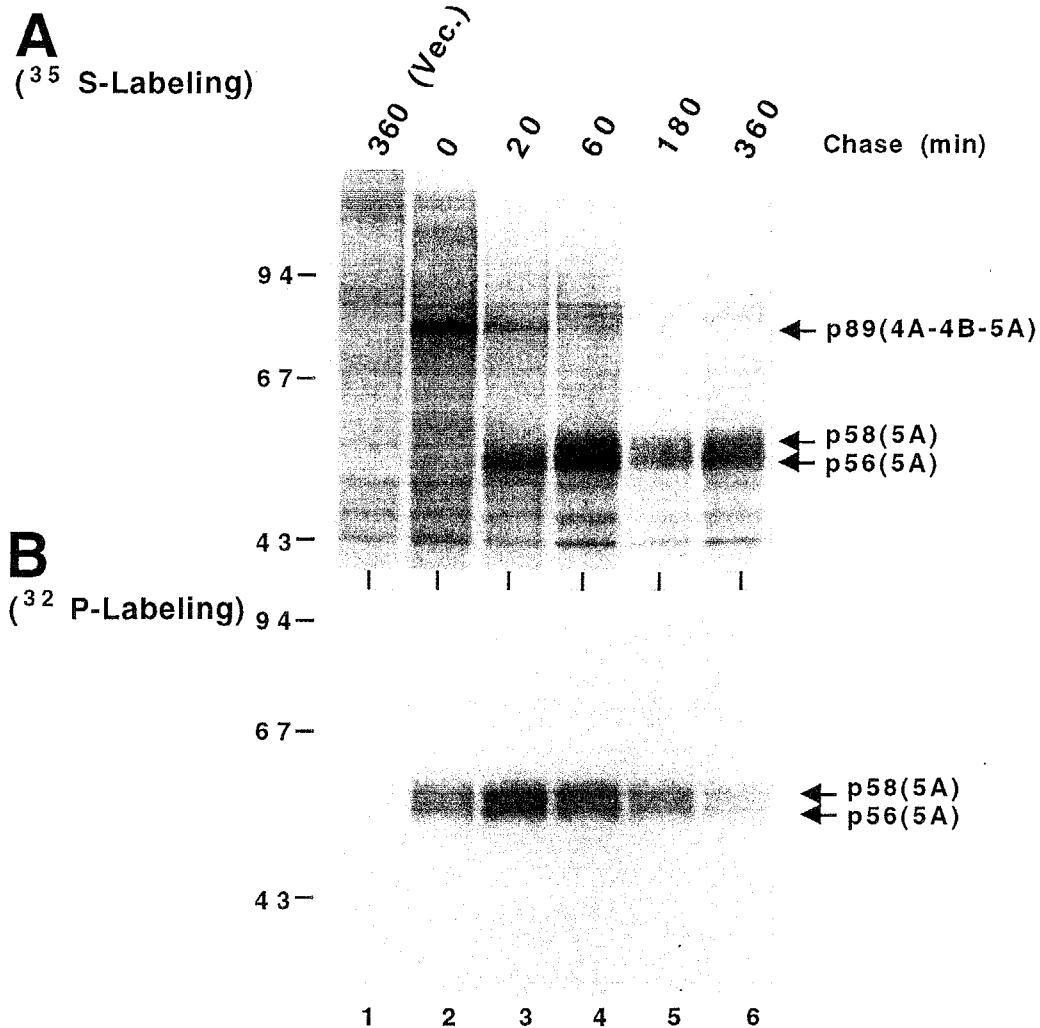 A
(35 S-Labeling)
360 (Vec.)
0
20
60
180
360
Chase (min)
94
67
43
p89(4A-4B-5A)
p58(5A)
p56(5A)
B
(32 P-Labeling)
94
67
43
p58(5A)
p56(5A)
1 2 3 4 5 6